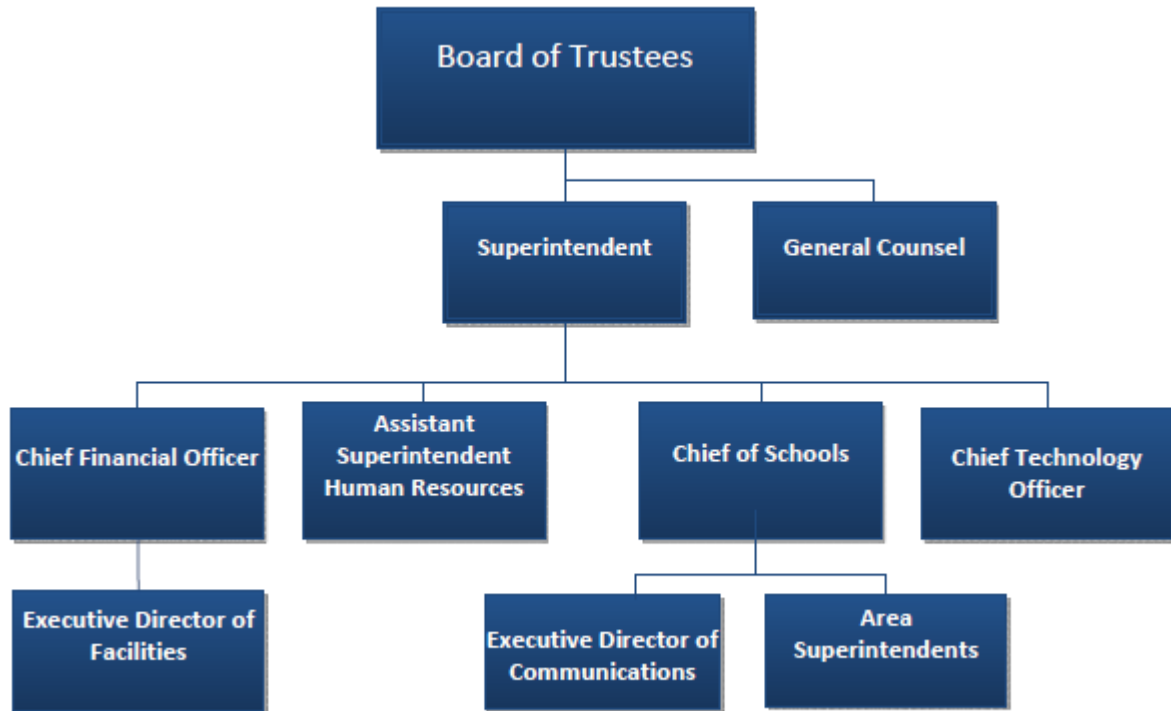 Board of Trustees
Superintendent
General Counsel
Chief Financial Officer
Assistant
Superintendent
Human Resources
Chief of Schools
Chief Technology
Officer
Executive Director of
Facilities
Executive Director of
Communications
Area
Superintendents